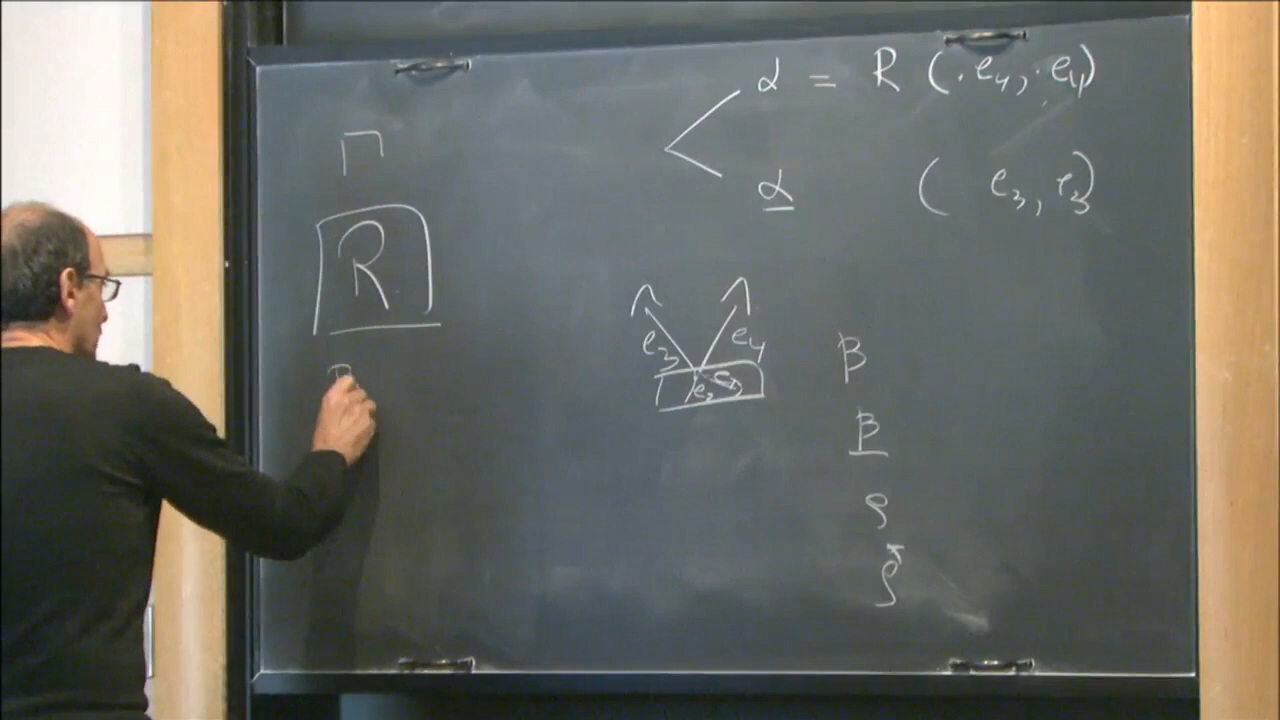 α = R (·e₄, ·e₄)
α̲ ( e₃, e₃)
Γ
R
e₃ e₄
e₂ e₁
β
β̲
ρ
ρ*